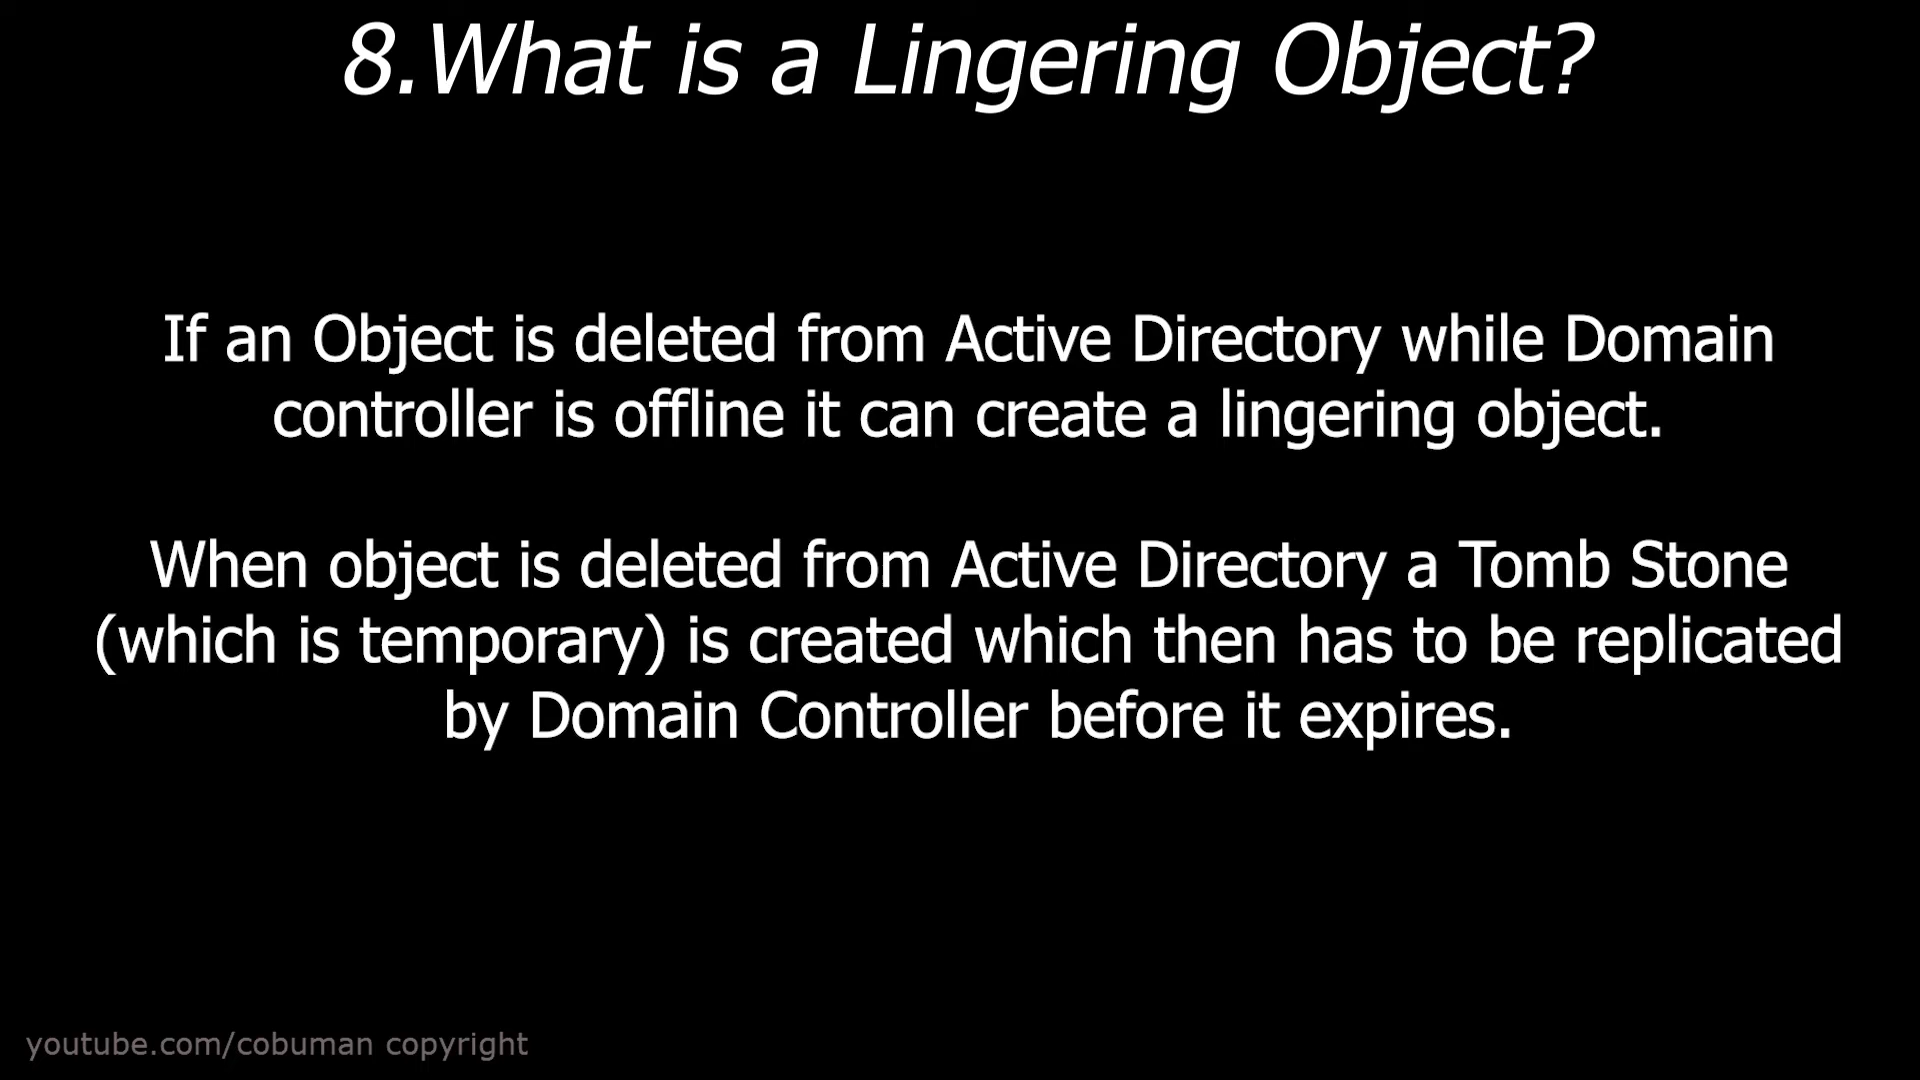 8.What is a Lingering Object?
If an Object is deleted from Active Directory while Domain
controller is offline it can create a lingering object.
When object is deleted from Active Directory a Tomb Stone
(which is temporary) is created which then has to be replicated
by Domain Controller before it expires.
youtube.com/cobuman copyright